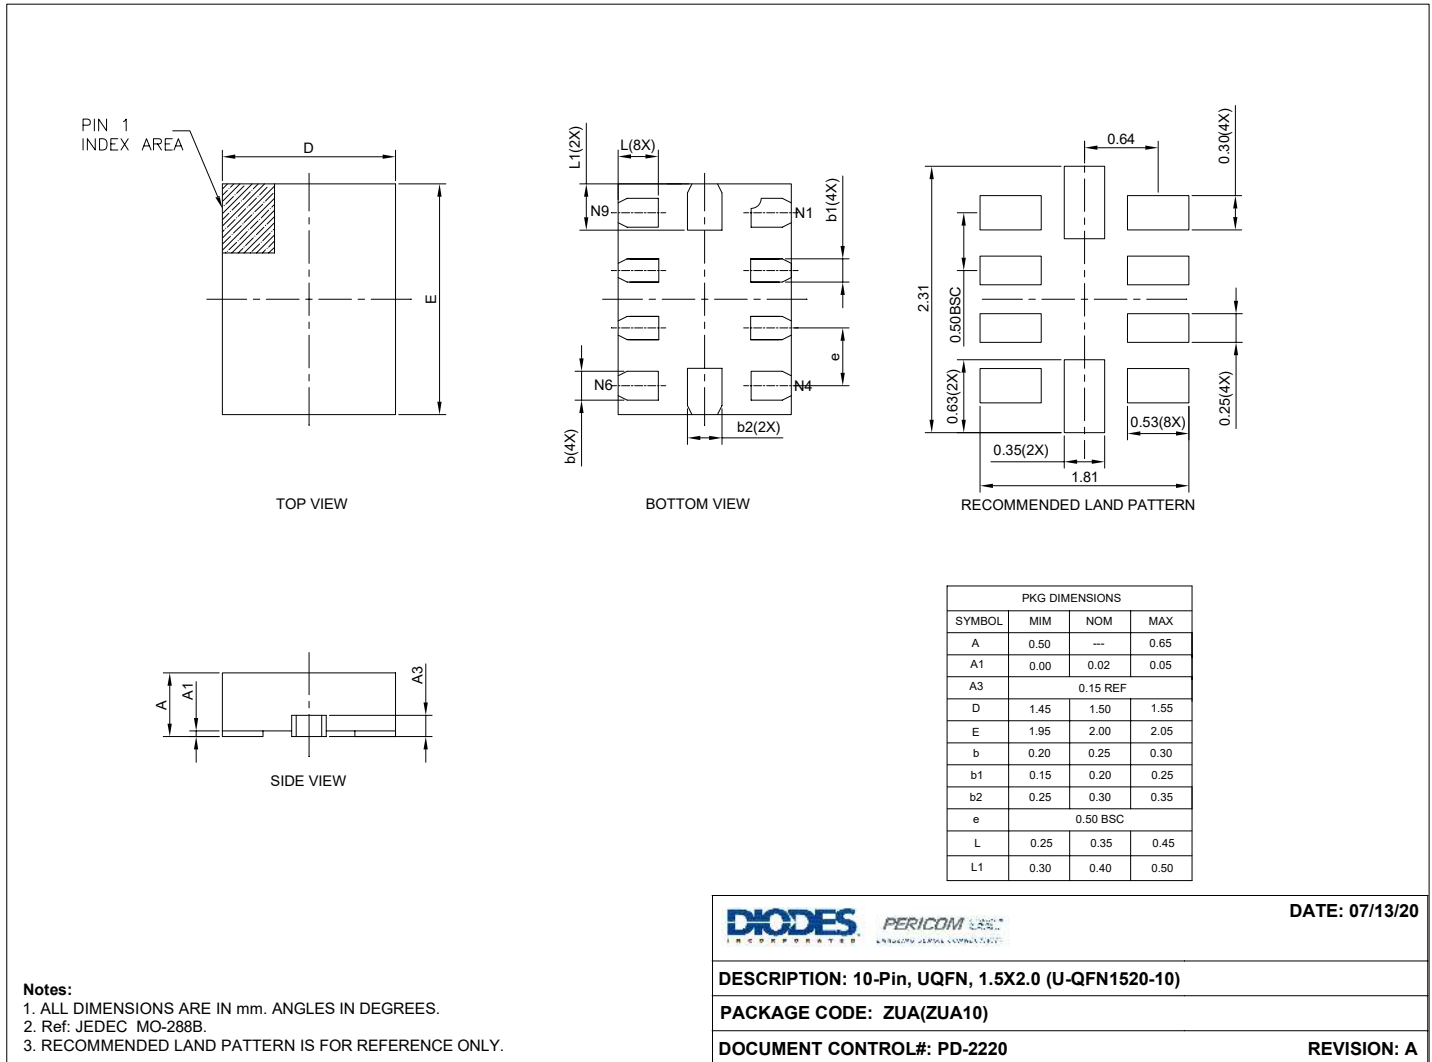 PIN 1
INDEX AREA
D
E
TOP VIEW
L1(2X)
L(8X)
b1(4X)
N9
N1
e
N6
N4
b(4X)
b2(2X)
BOTTOM VIEW
0.64
0.30(4X)
2.31
0.50BSC
0.63(2X)
0.25(4X)
0.53(8X)
0.35(2X)
1.81
RECOMMENDED LAND PATTERN
A
A1
A3
SIDE VIEW
PKG DIMENSIONS
SYMBOL MIM NOM MAX
A 0.50 --- 0.65
A1 0.00 0.02 0.05
A3 0.15 REF
D 1.45 1.50 1.55
E 1.95 2.00 2.05
b 0.20 0.25 0.30
b1 0.15 0.20 0.25
b2 0.25 0.30 0.35
e 0.50 BSC
L 0.25 0.35 0.45
L1 0.30 0.40 0.50
DIODES
INCORPORATED
PERICOM
DATE: 07/13/20
DESCRIPTION: 10-Pin, UQFN, 1.5X2.0 (U-QFN1520-10)
PACKAGE CODE: ZUA(ZUA10)
DOCUMENT CONTROL#: PD-2220
REVISION: A
Notes:
1. ALL DIMENSIONS ARE IN mm. ANGLES IN DEGREES.
2. Ref: JEDEC MO-288B.
3. RECOMMENDED LAND PATTERN IS FOR REFERENCE ONLY.